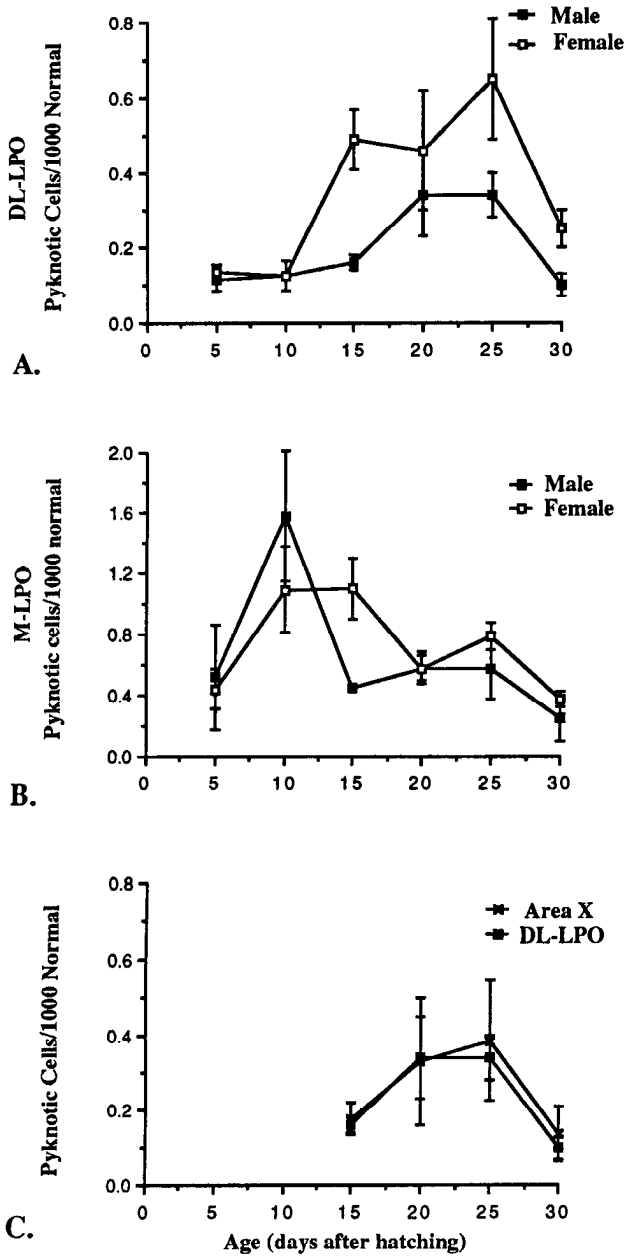 Male
Female
DL-LPO
Pyknotic Cells/1000 Normal
0.8
0.6
0.4
0.2
0.0
0 5 10 15 20 25 30
A.
Male
Female
M-LPO
Pyknotic cells/1000 normal
2.0
1.6
1.2
0.8
0.4
0.0
0 5 10 15 20 25 30
B.
Area X
DL-LPO
Pyknotic Cells/1000 Normal
0.8
0.6
0.4
0.2
0.0
0 5 10 15 20 25 30
C.
Age (days after hatching)